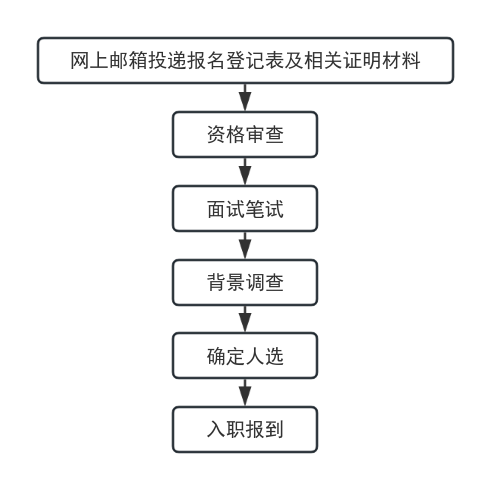 网上邮箱投递报名登记表及相关证明材料
资格审查
面试笔试
背景调查
确定人选
入职报到